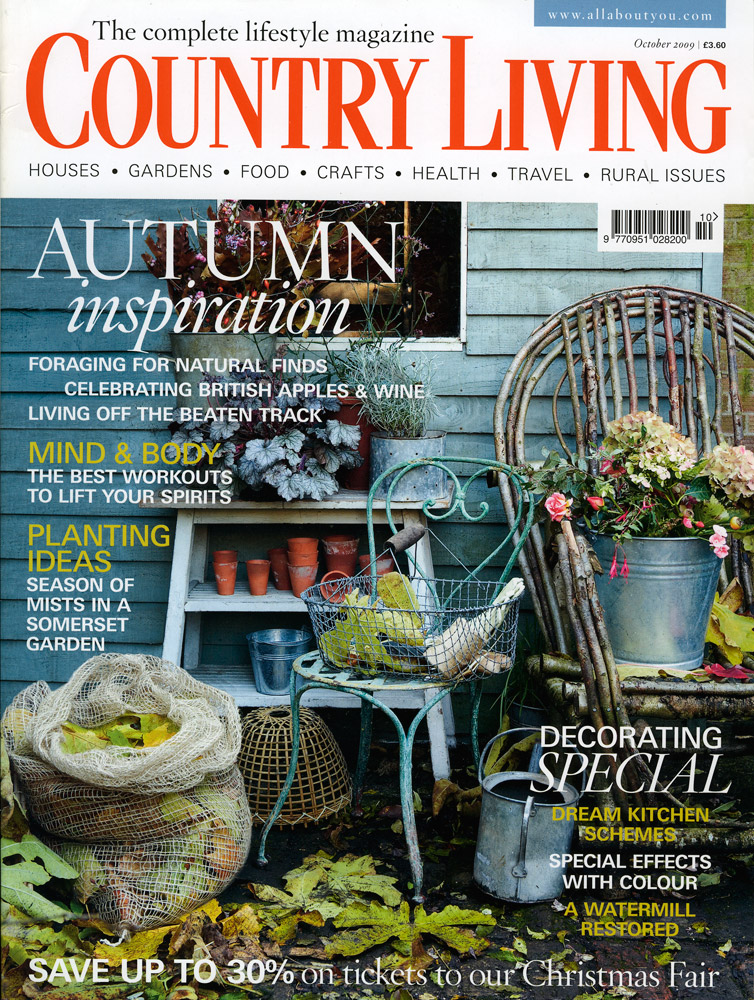 www.allaboutyou.com
The complete lifestyle magazine
October 2009 | £3.60
COUNTRY LIVING
HOUSES • GARDENS • FOOD • CRAFTS • HEALTH • TRAVEL • RURAL ISSUES
10>
9 770951 028200
AUTUMN
inspiration
FORAGING FOR NATURAL FINDS
CELEBRATING BRITISH APPLES & WINE
LIVING OFF THE BEATEN TRACK
MIND & BODY
THE BEST WORKOUTS
TO LIFT YOUR SPIRITS
PLANTING
IDEAS
SEASON OF
MISTS IN A
SOMERSET
GARDEN
DECORATING
SPECIAL
DREAM KITCHEN
SCHEMES
SPECIAL EFFECTS
WITH COLOUR
A WATERMILL
RESTORED
SAVE UP TO 30% on tickets to our Christmas Fair